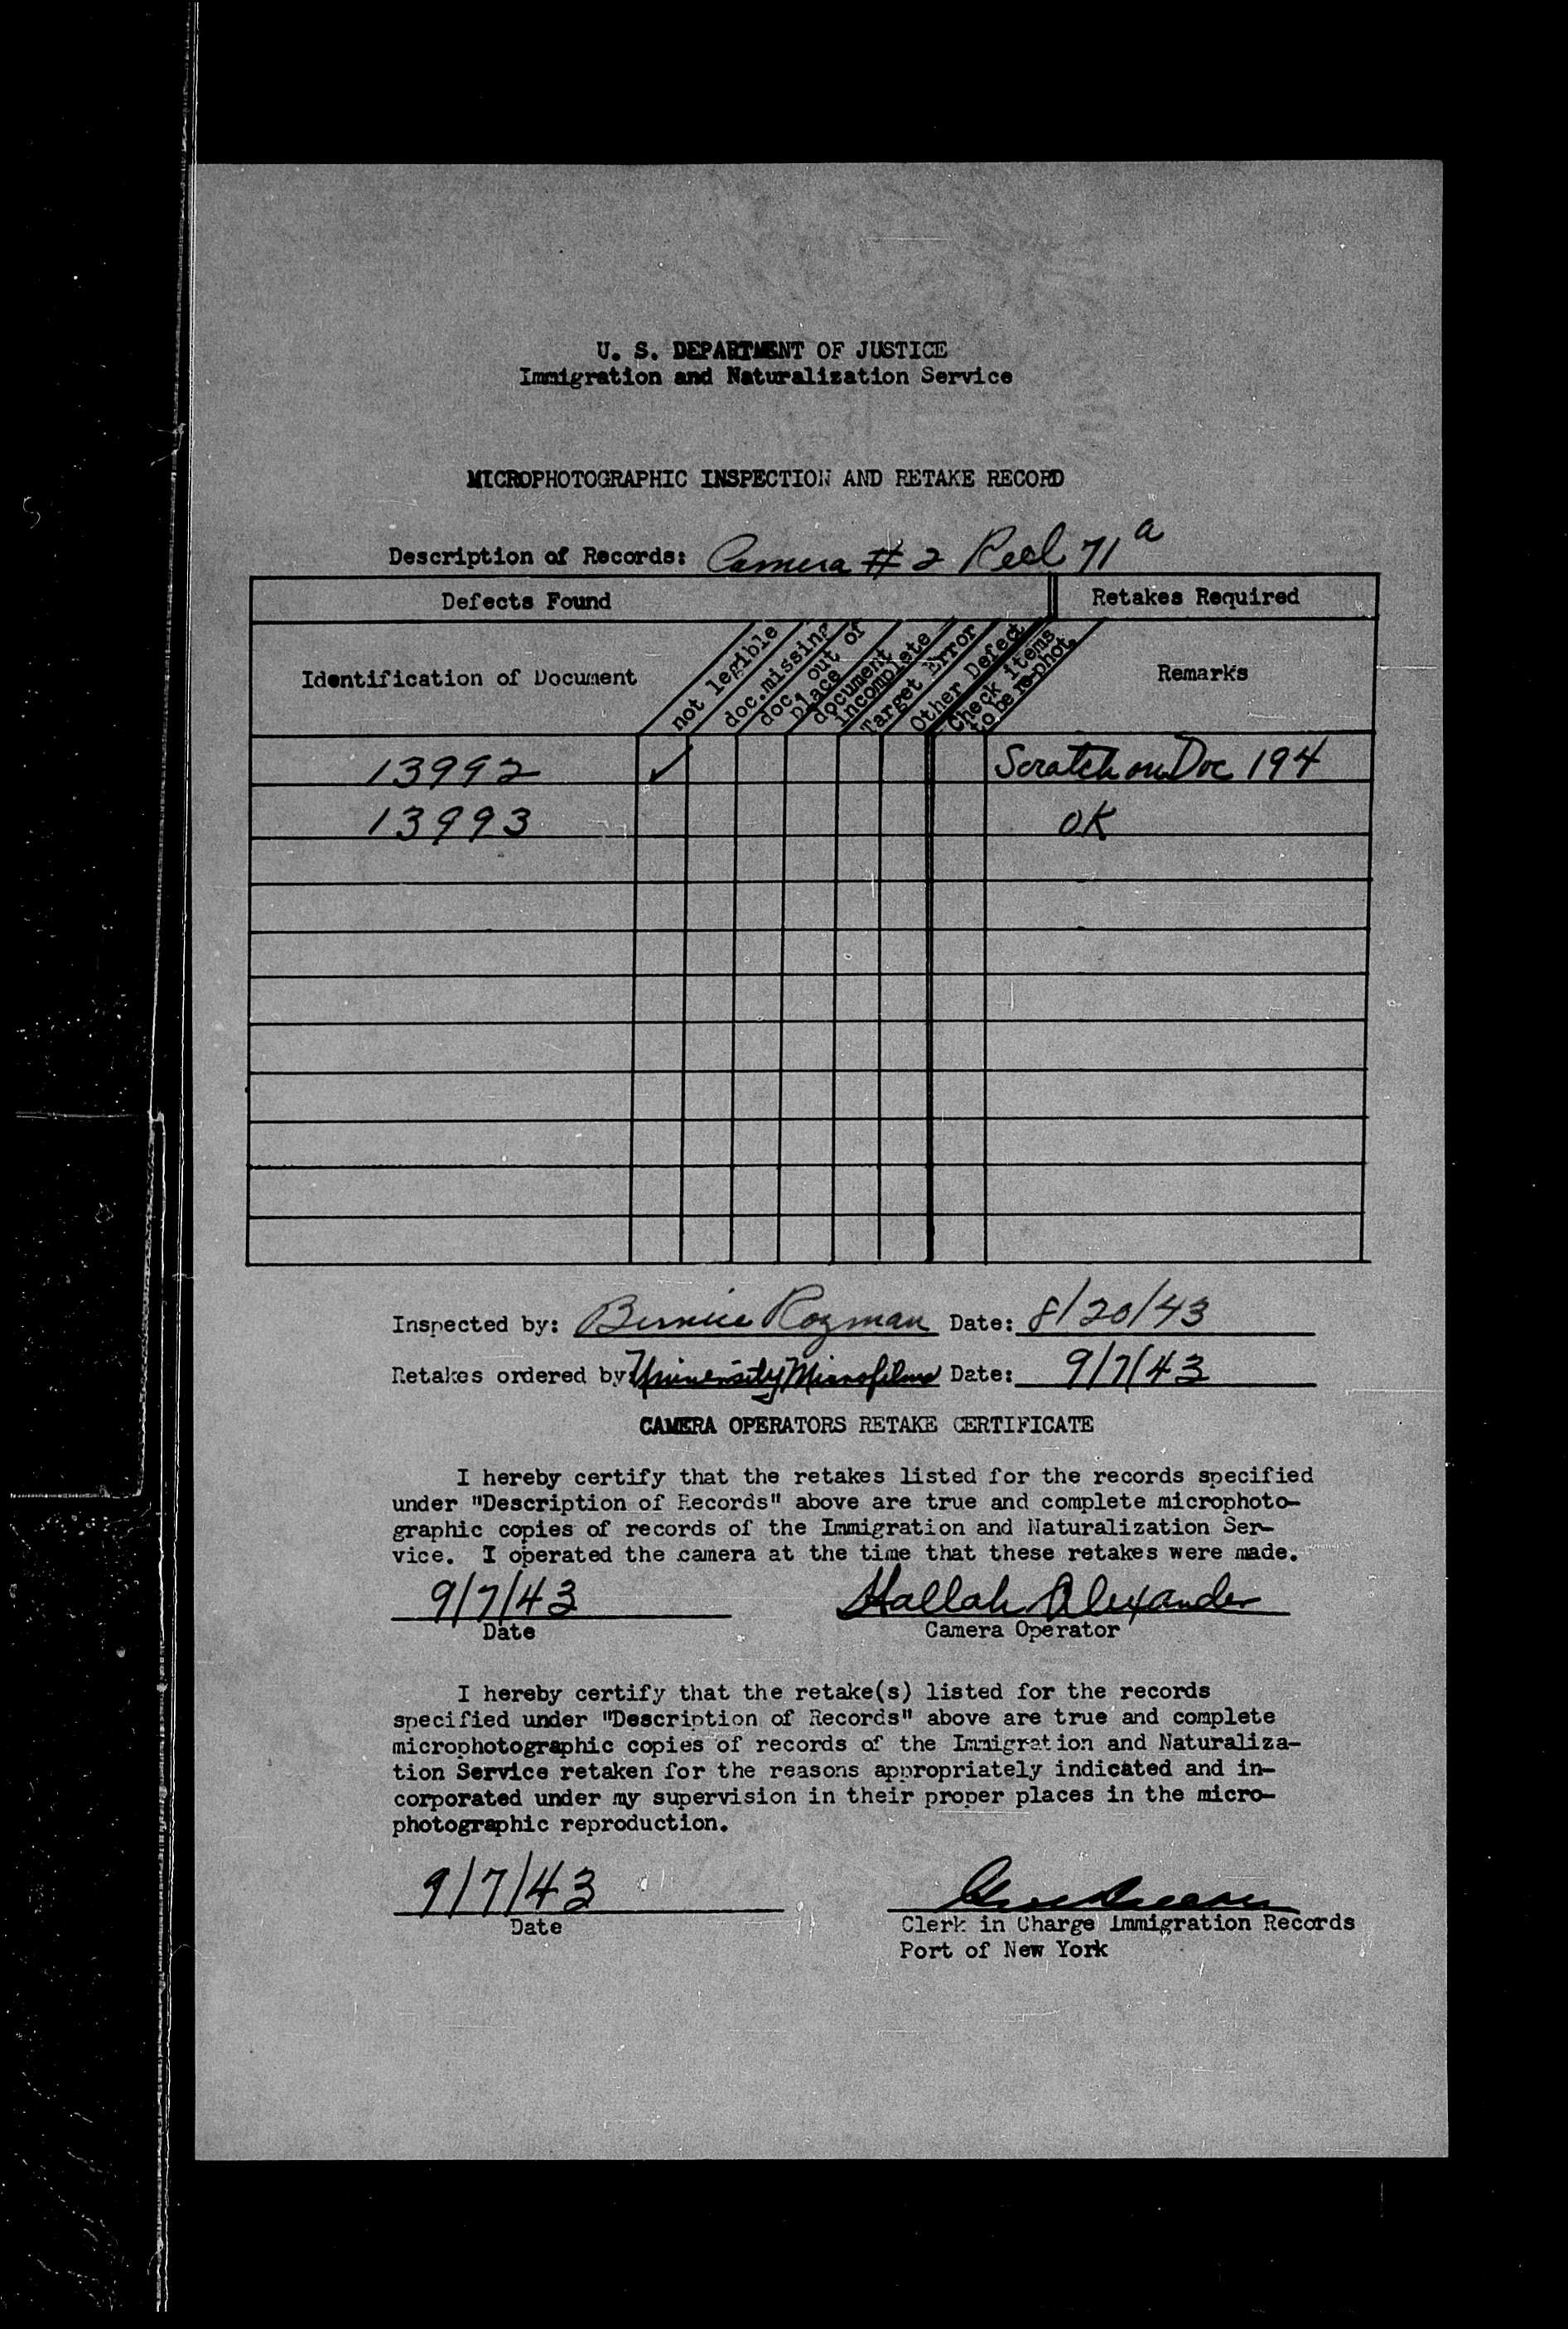 U. S. DEPARTMENT OF JUSTICE
Immigration and Naturalization Service
MICROPHOTOGRAPHIC INSPECTION AND RETAKE RECORD
Description of Records: Camera # 2 Reel 71 a
Defects Found Retakes Required
Identification of Document
not legible
doc.missing
doc. out of
place
document
incomplete
Target Error
Other Defect
Check items
to be re-phot.
Remarks
13992 ✓ Scratch on Doc 194
13993 OK
Inspected by: Bernice Rozman Date: 8/20/43
Retakes ordered by University Microfilms Date: 9/7/43
CAMERA OPERATORS RETAKE CERTIFICATE
I hereby certify that the retakes listed for the records specified
under "Description of Records" above are true and complete microphoto-
graphic copies of records of the Immigration and Naturalization Ser-
vice. I operated the camera at the time that these retakes were made.
9/7/43 Hallah Alexander
Date Camera Operator
I hereby certify that the retake(s) listed for the records
specified under "Description of Records" above are true and complete
microphotographic copies of records of the Immigration and Naturaliza-
tion Service retaken for the reasons appropriately indicated and in-
corporated under my supervision in their proper places in the micro-
photographic reproduction.
9/7/43
Date Clerk in Charge Immigration Records
Port of New York